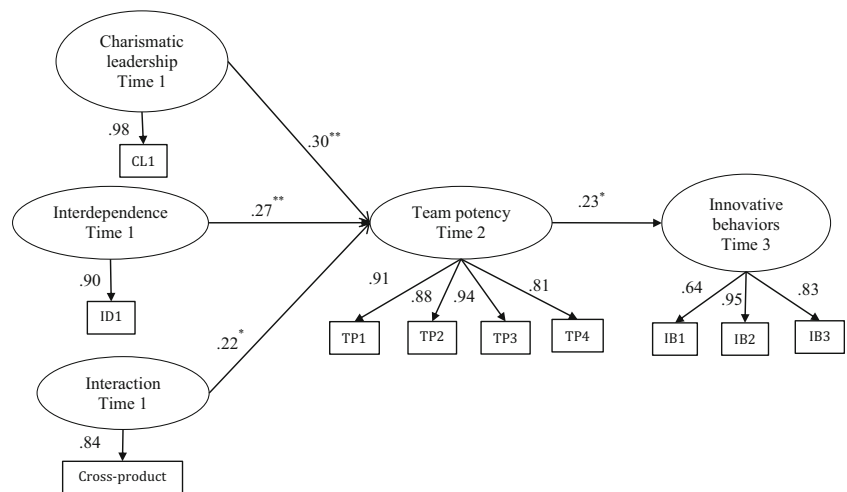 Charismatic
leadership
Time 1
.98
CL1
.30**
Interdependence
Time 1
.27**
.90
ID1
Interaction
Time 1
.22*
.84
Cross-product
Team potency
Time 2
.23*
.91
.88
.94
.81
TP1
TP2
TP3
TP4
Innovative
behaviors
Time 3
.64
.95
.83
IB1
IB2
IB3